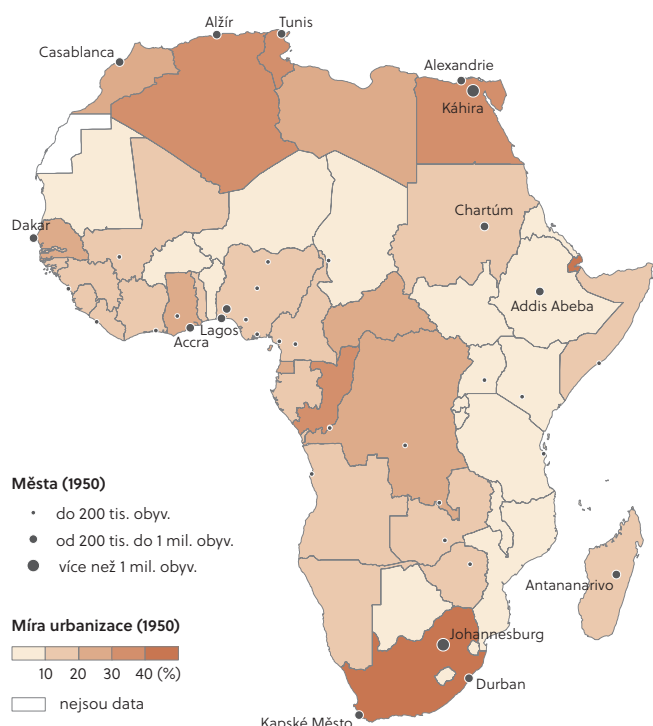 Alžír
Tunis
Casablanca
Alexandrie
Káhira
Dakar
Chartúm
Addis Abeba
Lagos
Accra
Města (1950)
do 200 tis. obyv.
od 200 tis. do 1 mil. obyv.
více než 1 mil. obyv.
Antananarivo
Míra urbanizace (1950)
10 20 30 40 (%)
nejsou data
Johannesburg
Durban
Kapské Město